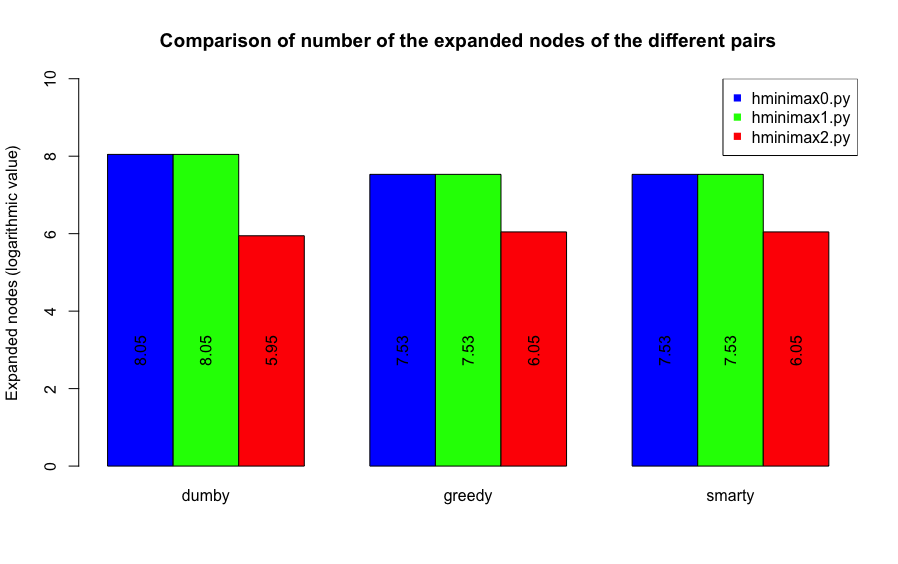 Comparison of number of the expanded nodes of the different pairs
Expanded nodes (logarithmic value)
10
8
6
4
2
0
hminimax0.py
hminimax1.py
hminimax2.py
8.05
8.05
5.95
7.53
7.53
6.05
7.53
7.53
6.05
dumby
greedy
smarty